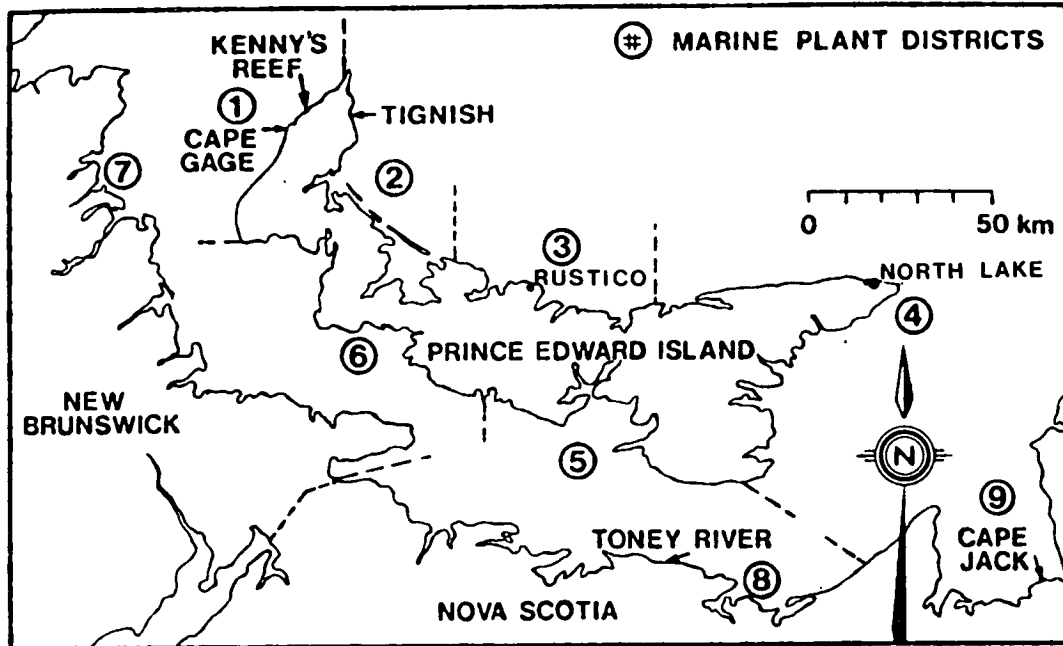 KENNY'S
REEF
# MARINE PLANT DISTRICTS
1
CAPE
GAGE
TIGNISH
7
2
0 50 km
3
RUSTICO
NORTH LAKE
4
6
PRINCE EDWARD ISLAND
NEW
BRUNSWICK
5
N
9
CAPE
JACK
TONEY RIVER
8
NOVA SCOTIA